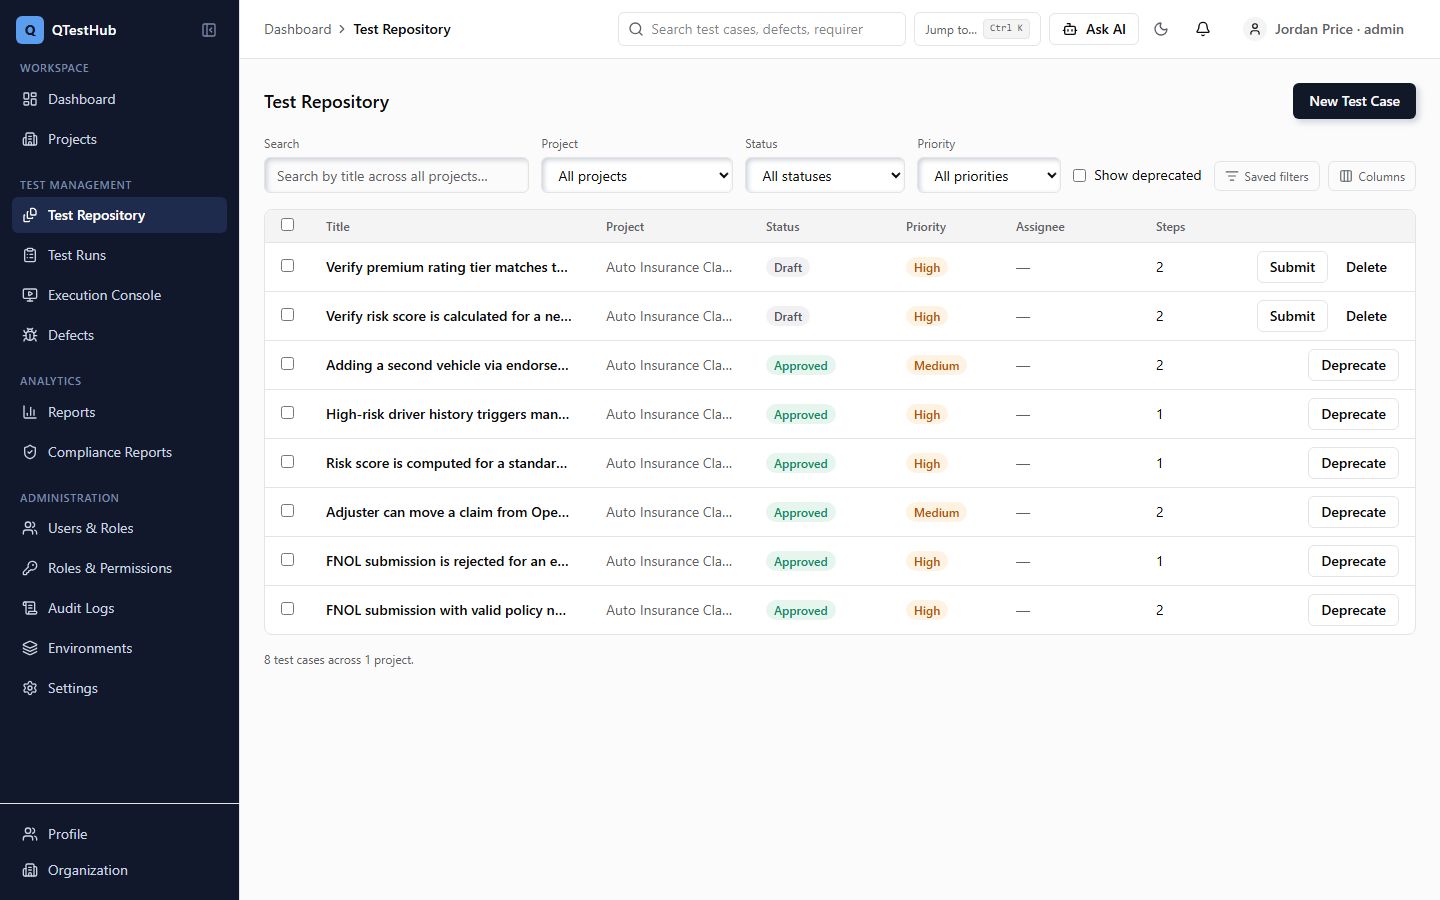 Q QTestHub
WORKSPACE
Dashboard
Projects
TEST MANAGEMENT
Test Repository
Test Runs
Execution Console
Defects
ANALYTICS
Reports
Compliance Reports
ADMINISTRATION
Users & Roles
Roles & Permissions
Audit Logs
Environments
Settings
Profile
Organization
Dashboard > Test Repository
Search test cases, defects, requirer
Jump to... Ctrl K
Ask AI
Jordan Price · admin
Test Repository
New Test Case
Search Project Status Priority
Search by title across all projects... All projects All statuses All priorities Show deprecated Saved filters Columns
Title Project Status Priority Assignee Steps
Verify premium rating tier matches t... Auto Insurance Cla... Draft High — 2 Submit Delete
Verify risk score is calculated for a ne... Auto Insurance Cla... Draft High — 2 Submit Delete
Adding a second vehicle via endorse... Auto Insurance Cla... Approved Medium — 2 Deprecate
High-risk driver history triggers man... Auto Insurance Cla... Approved High — 1 Deprecate
Risk score is computed for a standar... Auto Insurance Cla... Approved High — 1 Deprecate
Adjuster can move a claim from Ope... Auto Insurance Cla... Approved Medium — 2 Deprecate
FNOL submission is rejected for an e... Auto Insurance Cla... Approved High — 1 Deprecate
FNOL submission with valid policy n... Auto Insurance Cla... Approved High — 2 Deprecate
8 test cases across 1 project.